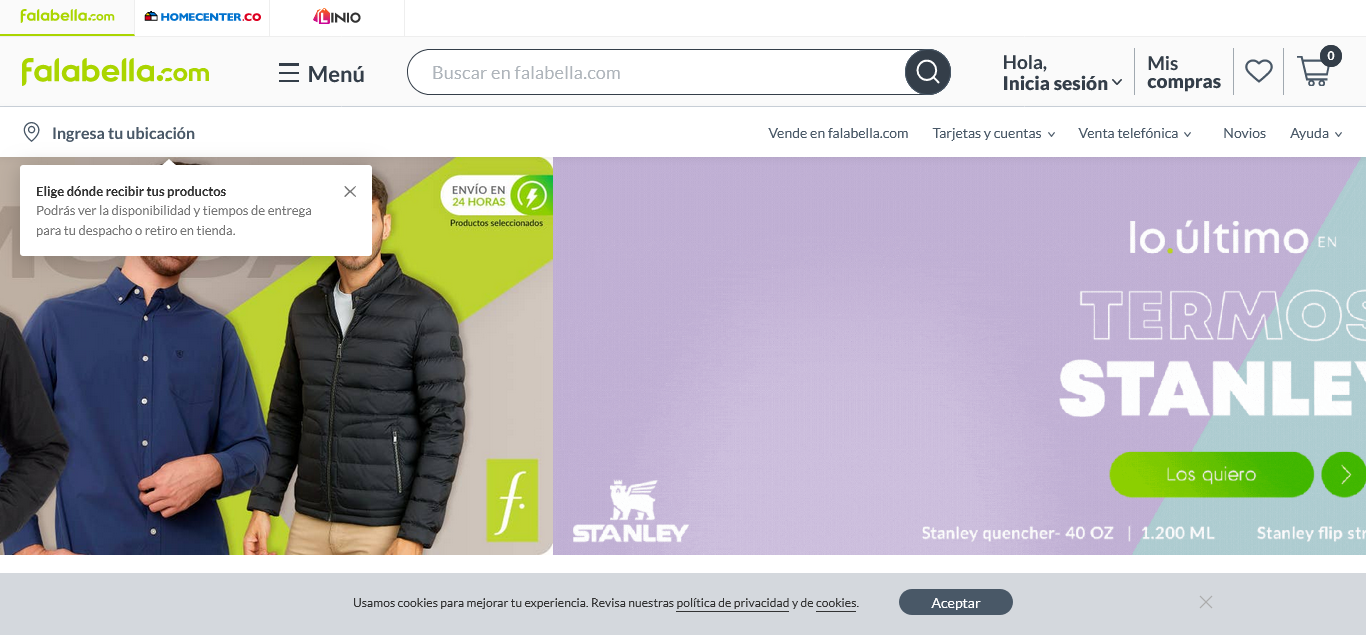 falabella.com
HOMECENTER.CO
LINIO
falabella.com
Menú
Buscar en falabella.com
Hola,
Inicia sesión
Mis
compras
0
Ingresa tu ubicación
Vende en falabella.com
Tarjetas y cuentas
Venta telefónica
Novios
Ayuda
Elige dónde recibir tus productos
Podrás ver la disponibilidad y tiempos de entrega
para tu despacho o retiro en tienda.
ENVÍO EN
24 HORAS
Productos seleccionados
f.
lo.último EN
TERMOS
STANLEY
Los quiero
STANLEY
Stanley quencher- 40 OZ | 1.200 ML
Stanley flip str
Usamos cookies para mejorar tu experiencia. Revisa nuestras política de privacidad y de cookies.
Aceptar